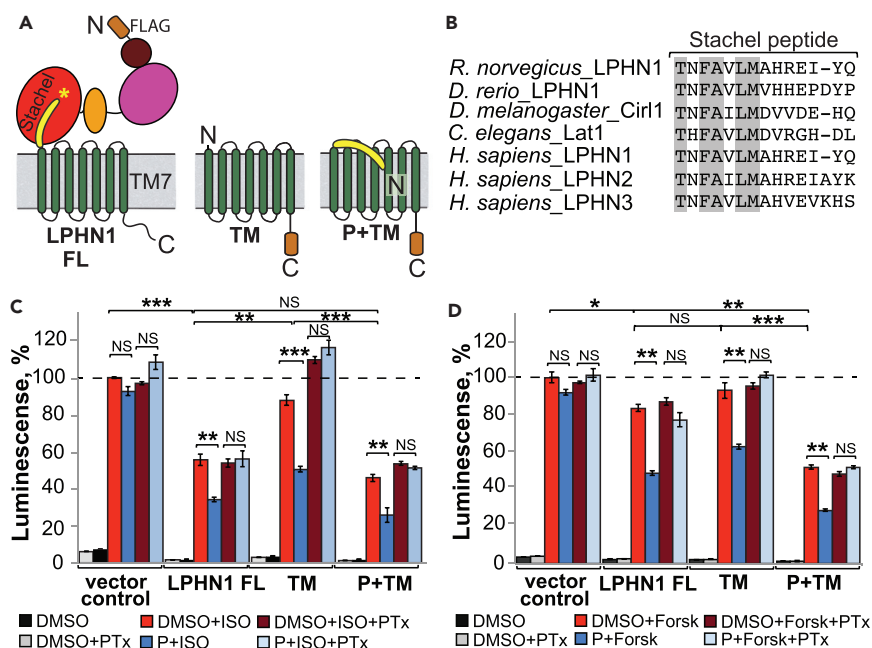 A
N
FLAG
Stachel
*
N
N
TM7
LPHN1
FL
C
TM
C
P+TM
C
B
Stachel peptide
R. norvegicus_LPHN1 TNFAVLMAHREI-YQ
D. rerio_LPHN1 TNFAVLMVHHEPDYP
D. melanogaster_Cirl1 TNFAILMDVVDE-HQ
C. elegans_Lat1 THFAVLMDVRGH-DL
H. sapiens_LPHN1 TNFAVLMAHREI-YQ
H. sapiens_LPHN2 TNFAILMAHREIAYK
H. sapiens_LPHN3 TNFAVLMAHVEVKHS
C
Luminescense, %
120
100
80
60
40
20
0
*** NS
** ***
NS NS ** NS *** NS ** NS
vector
control
LPHN1 FL TM P+TM
DMSO DMSO+ISO DMSO+ISO+PTx
DMSO+PTx P+ISO P+ISO+PTx
D
Luminescense, %
120
100
80
60
40
20
0
* **
NS ***
NS NS ** NS ** NS ** NS
vector
control
LPHN1 FL TM P+TM
DMSO DMSO+Forsk DMSO+Forsk+PTx
DMSO+PTx P+Forsk P+Forsk+PTx